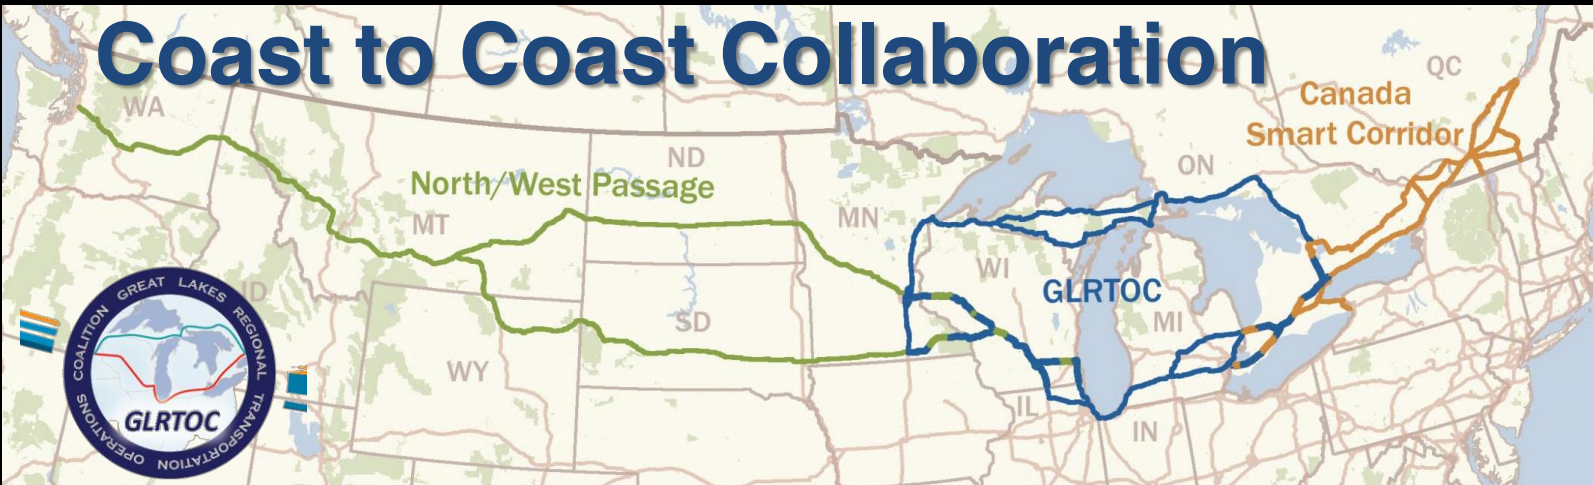 Coast to Coast Collaboration
QC
Canada
Smart Corridor
WA
ND
ON
North/West Passage
MT
MN
WI
GLRTOC
ID
SD
MI
WY
IL
IN
GREAT LAKES REGIONAL TRANSPORTATION OPERATIONS COALITION
GLRTOC